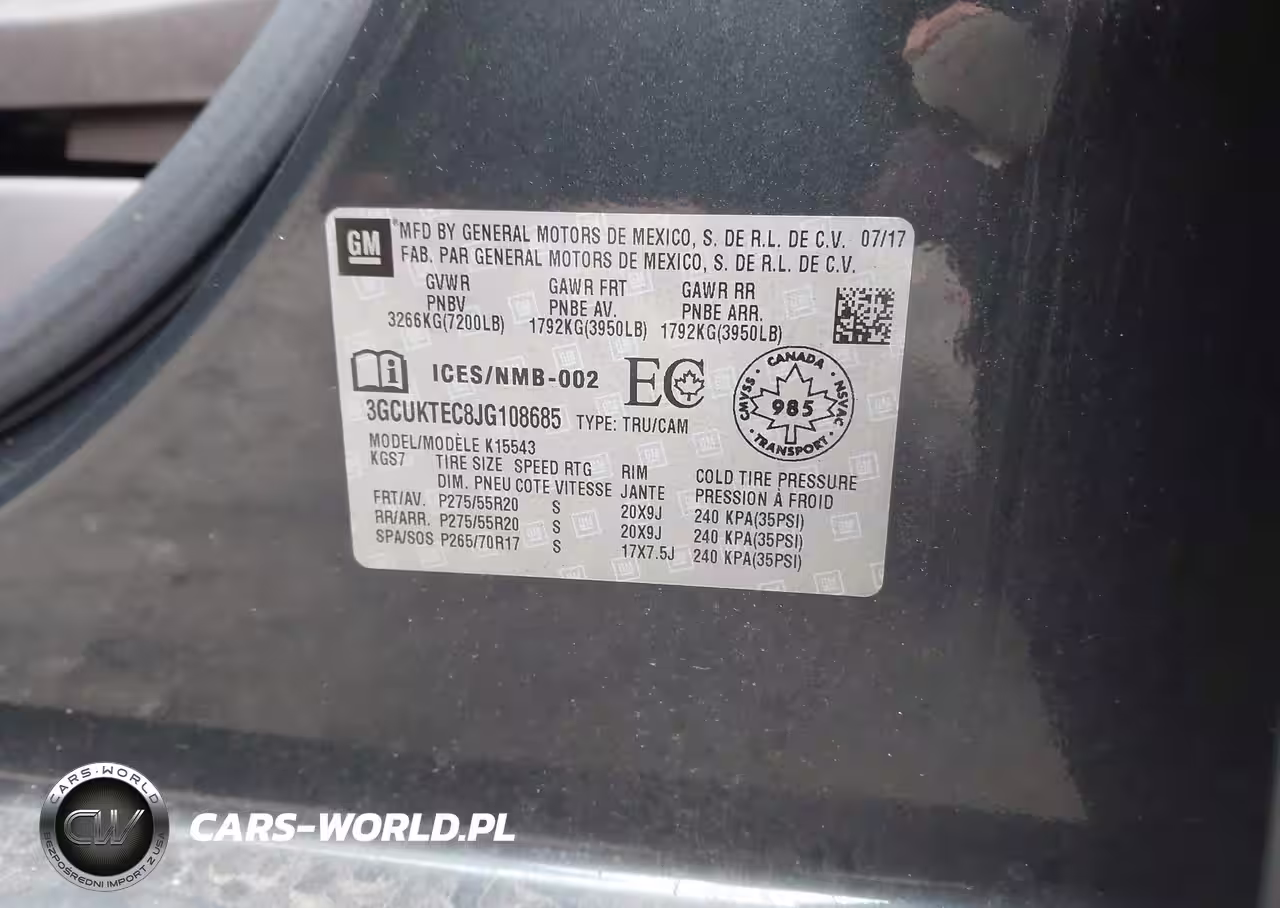 GM
®MFD BY GENERAL MOTORS DE MEXICO, S. DE R.L. DE C.V. 07/17
FAB. PAR GENERAL MOTORS DE MEXICO, S. DE R.L. DE C.V.
GVWR GAWR FRT GAWR RR
PNBV PNBE AV. PNBE ARR.
3266KG(7200LB) 1792KG(3950LB) 1792KG(3950LB)
i ICES/NMB-002 EC
CANADA
CMVSS 985 NSVAC
TRANSPORT
3GCUKTEC8JG108685 TYPE: TRU/CAM
MODEL/MODÈLE K15543
KGS7 TIRE SIZE SPEED RTG RIM COLD TIRE PRESSURE
DIM. PNEU COTE VITESSE JANTE PRESSION À FROID
FRT/AV. P275/55R20 S 20X9J 240 KPA(35PSI)
RR/ARR. P275/55R20 S 20X9J 240 KPA(35PSI)
SPA/SOS P265/70R17 S 17X7.5J 240 KPA(35PSI)
CARS-WORLD
CW
BEZPOŚREDNI IMPORT Z USA
CARS-WORLD.PL